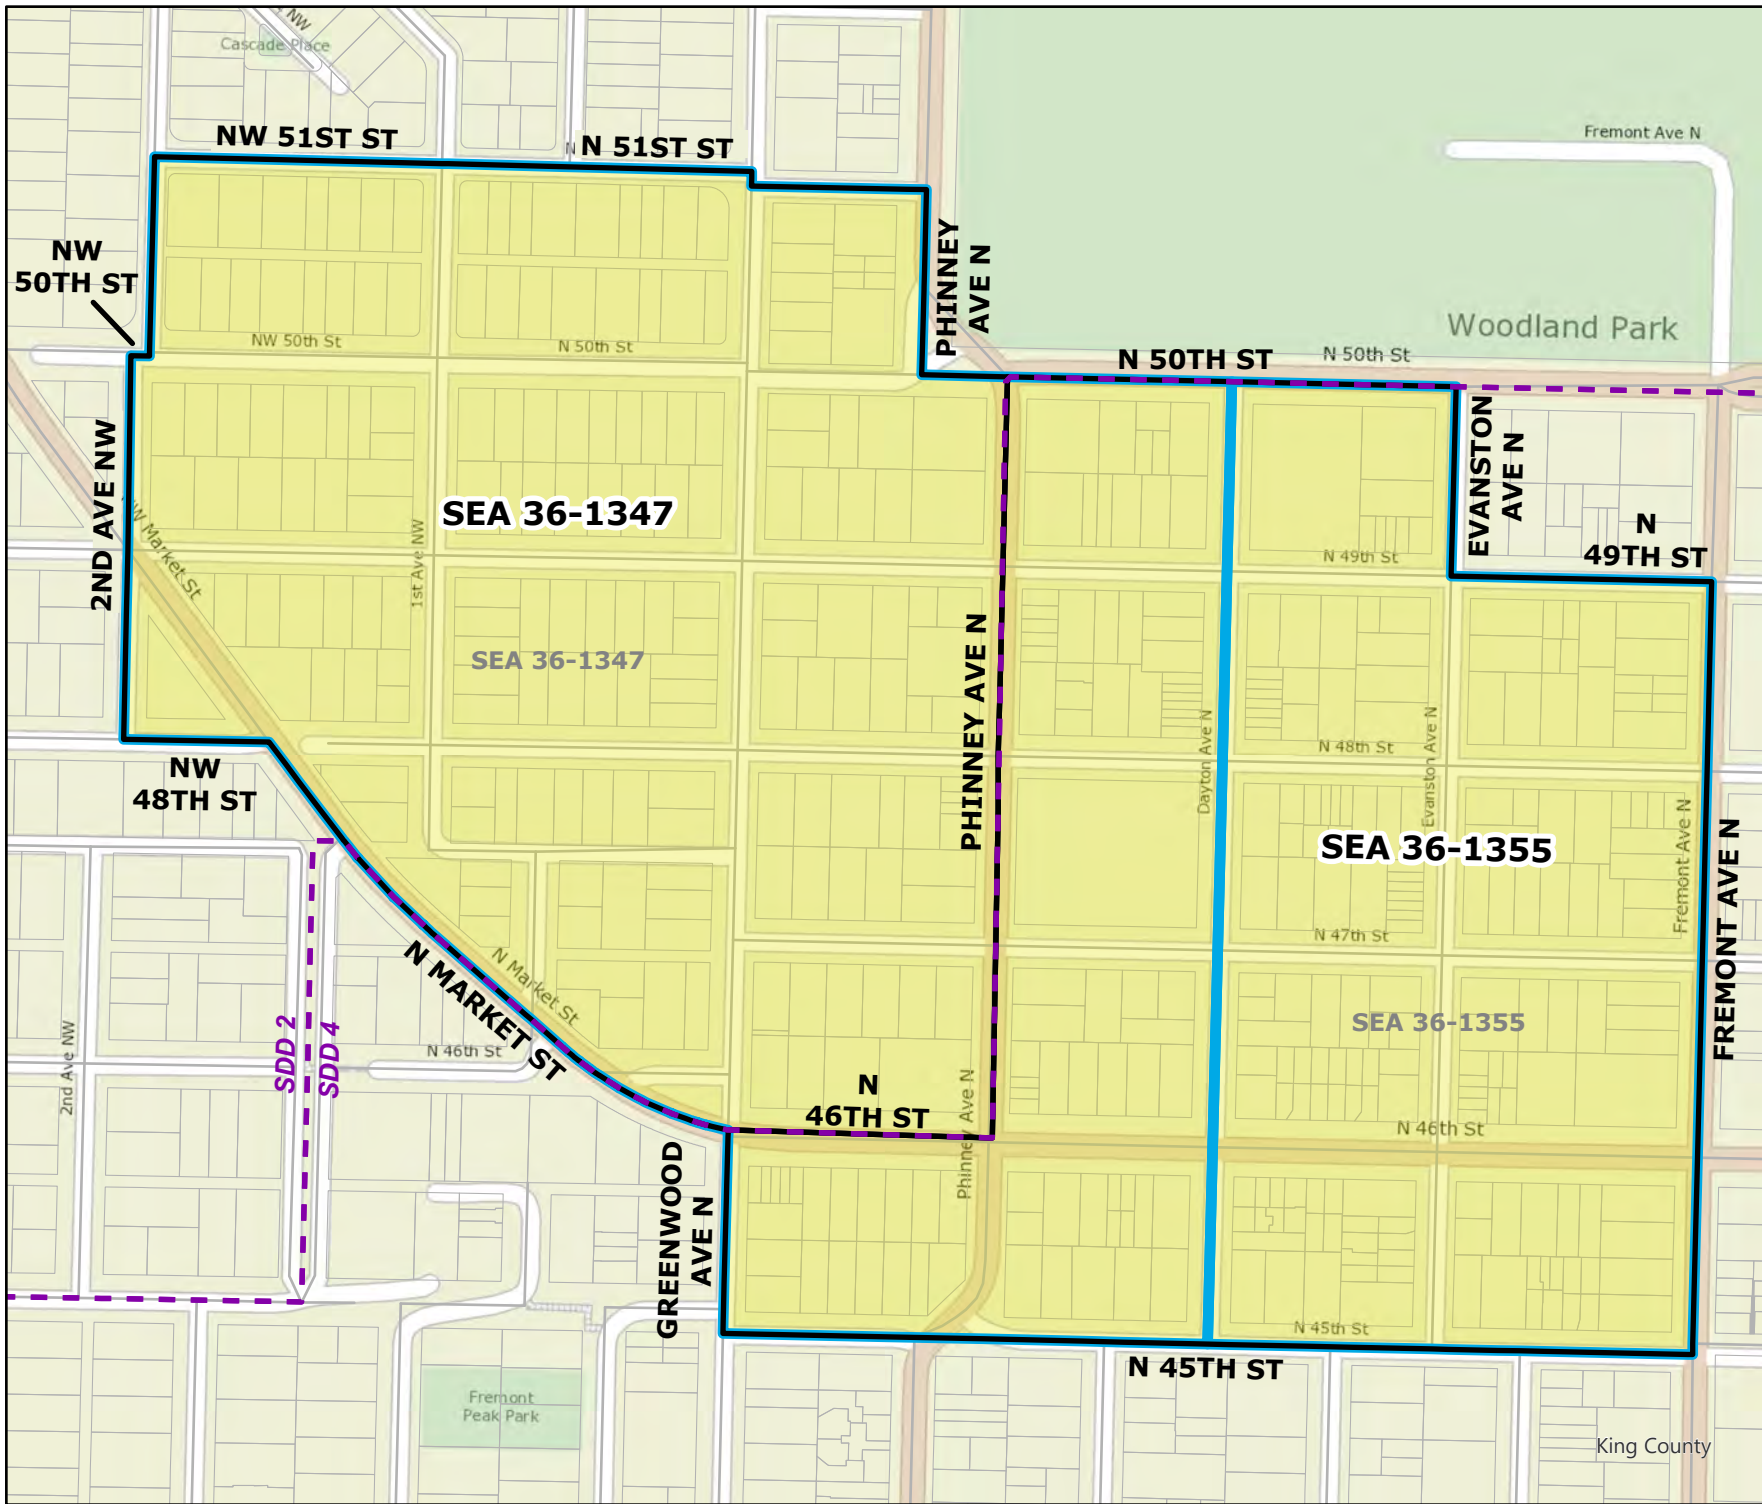 NW
Cascade Place
NW 51ST ST
N
N 51ST ST
Fremont Ave N
NW
50TH ST
PHINNEY
AVE N
Woodland Park
NW 50th St
N 50th St
N 50TH ST
N 50th St
2ND AVE NW
NW Market St
1st Ave NW
SEA 36-1347
EVANSTON
AVE N
N
49TH ST
N 49th St
SEA 36-1347
PHINNEY AVE N
Dayton Ave N
N 48th St
Evanston Ave N
NW
48TH ST
SEA 36-1355
Fremont Ave N
FREMONT AVE N
N 47th St
N MARKET ST
N Market St
SEA 36-1355
2nd Ave NW
SDD 2
SDD 4
N 46th St
N
46TH ST
Phinney Ave N
N 46th St
GREENWOOD
AVE N
N 45th St
N 45TH ST
Fremont
Peak Park
King County